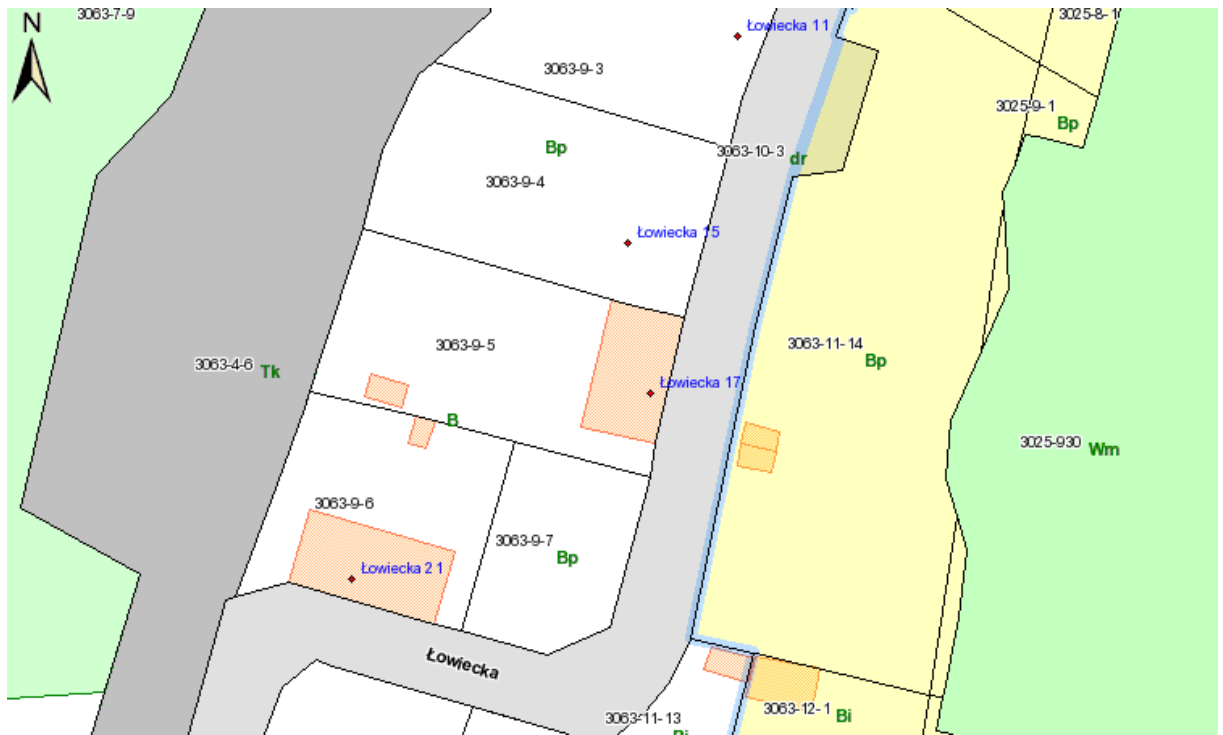 3063-7-9
3025-8-1
N
Łowiecka 11
3063-9-3
3025-9-1
Bp
Bp
3063-10-3
dr
3063-9-4
Łowiecka 15
3063-9-5
3063-11-14
Bp
3063-4-6
Tk
Łowiecka 17
B
3025-930
Wm
3063-9-6
3063-9-7
Bp
Łowiecka 21
Łowiecka
3063-12-1
Bi
3063-11-13
Bi